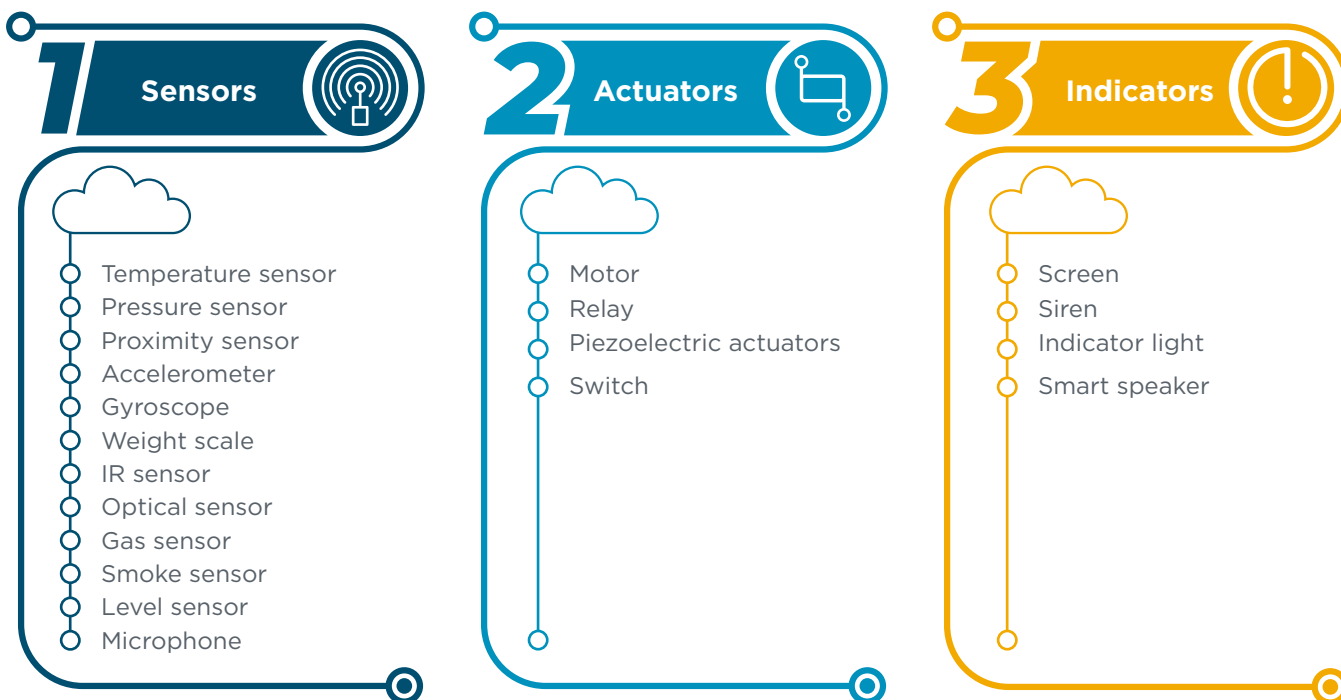 1 Sensors
Temperature sensor
Pressure sensor
Proximity sensor
Accelerometer
Gyroscope
Weight scale
IR sensor
Optical sensor
Gas sensor
Smoke sensor
Level sensor
Microphone
2 Actuators
Motor
Relay
Piezoelectric actuators
Switch
3 Indicators
Screen
Siren
Indicator light
Smart speaker